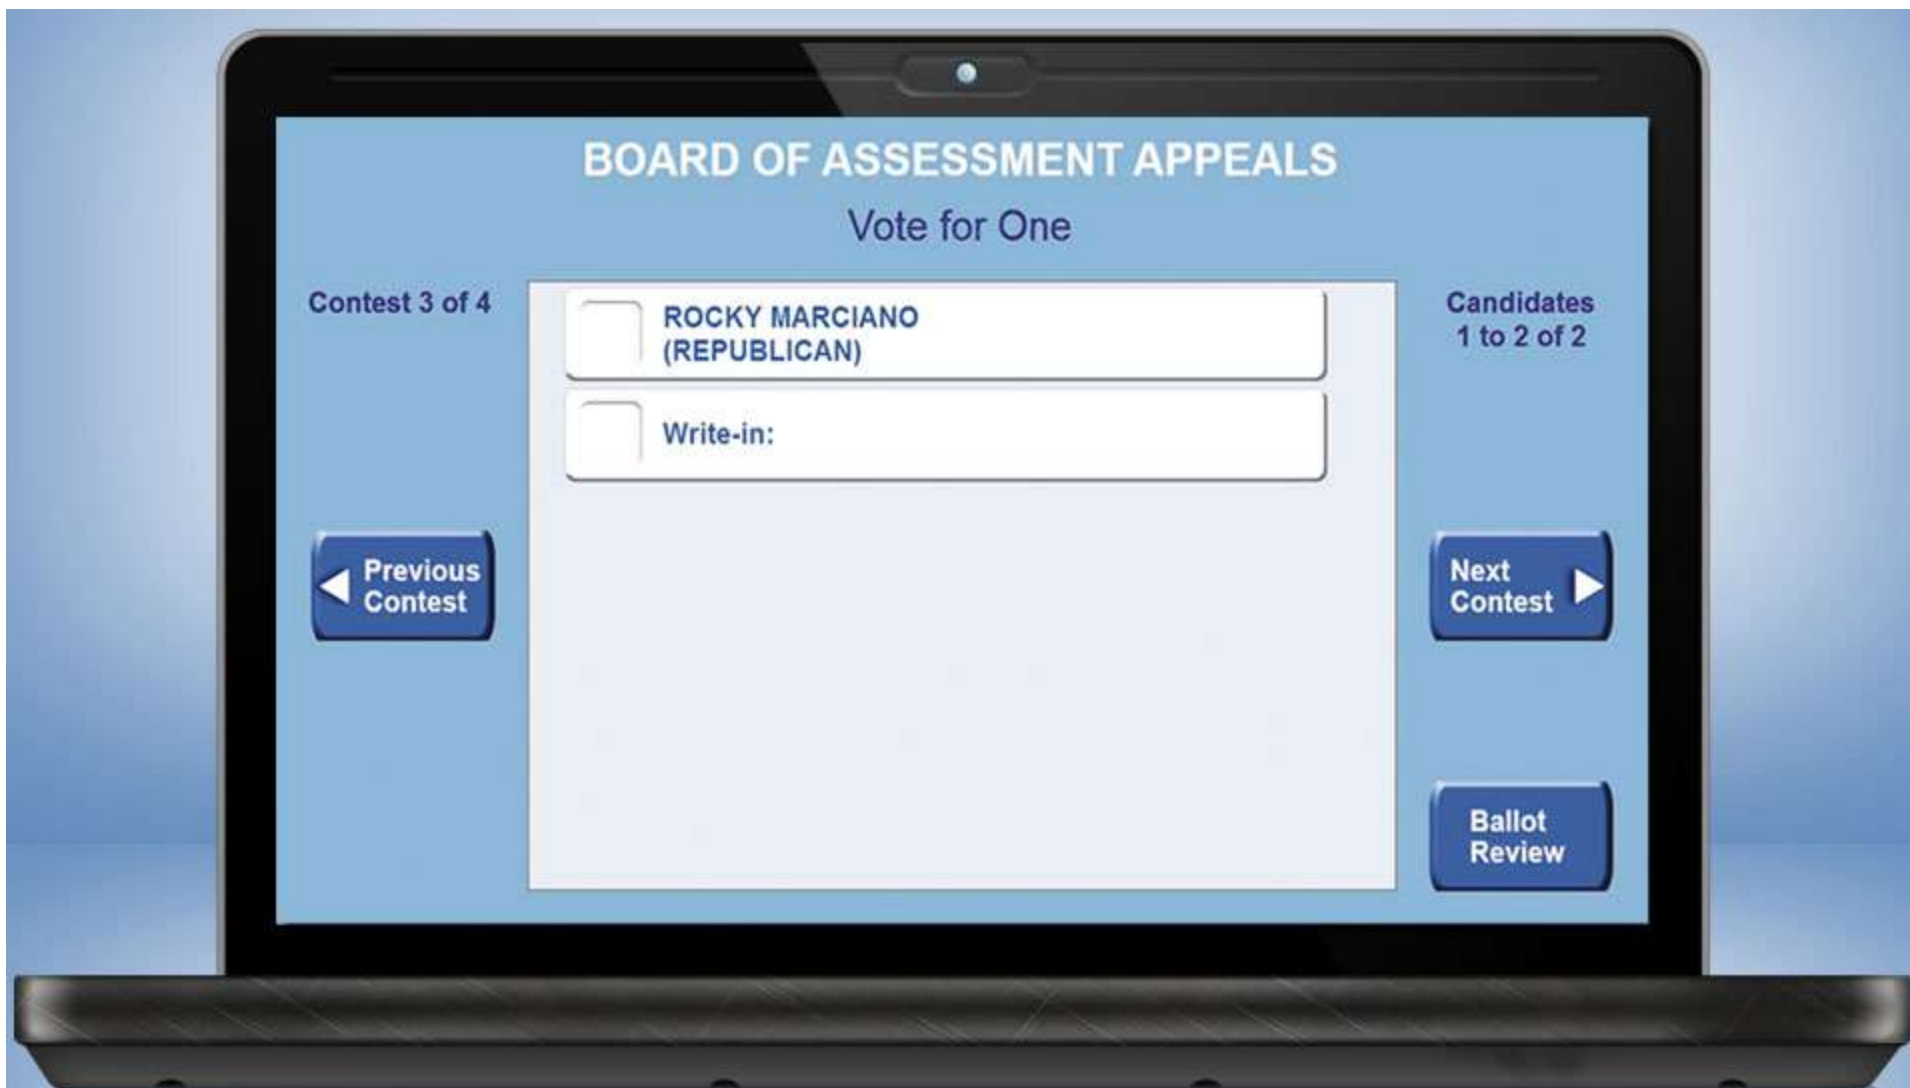 BOARD OF ASSESSMENT APPEALS
Vote for One
Contest 3 of 4
ROCKY MARCIANO
(REPUBLICAN)
Write-in:
Candidates
1 to 2 of 2
Previous
Contest
Next
Contest
Ballot
Review